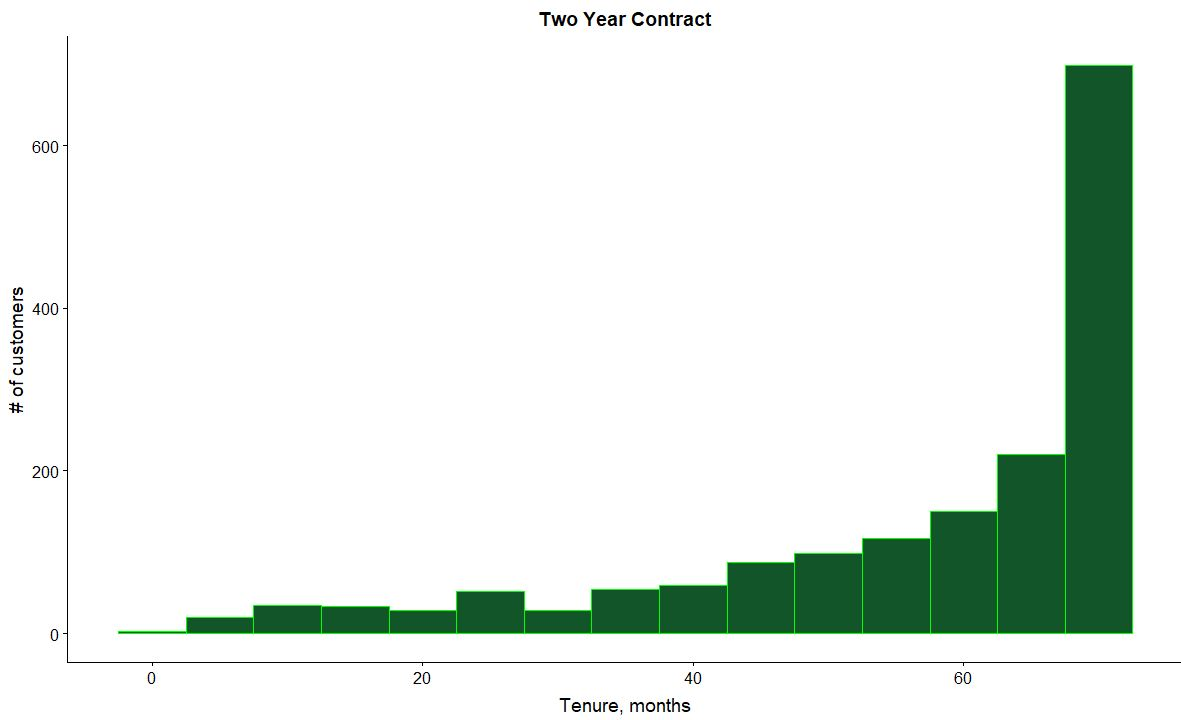 Two Year Contract
# of customers
600
400
200
0
0 20 40 60
Tenure, months